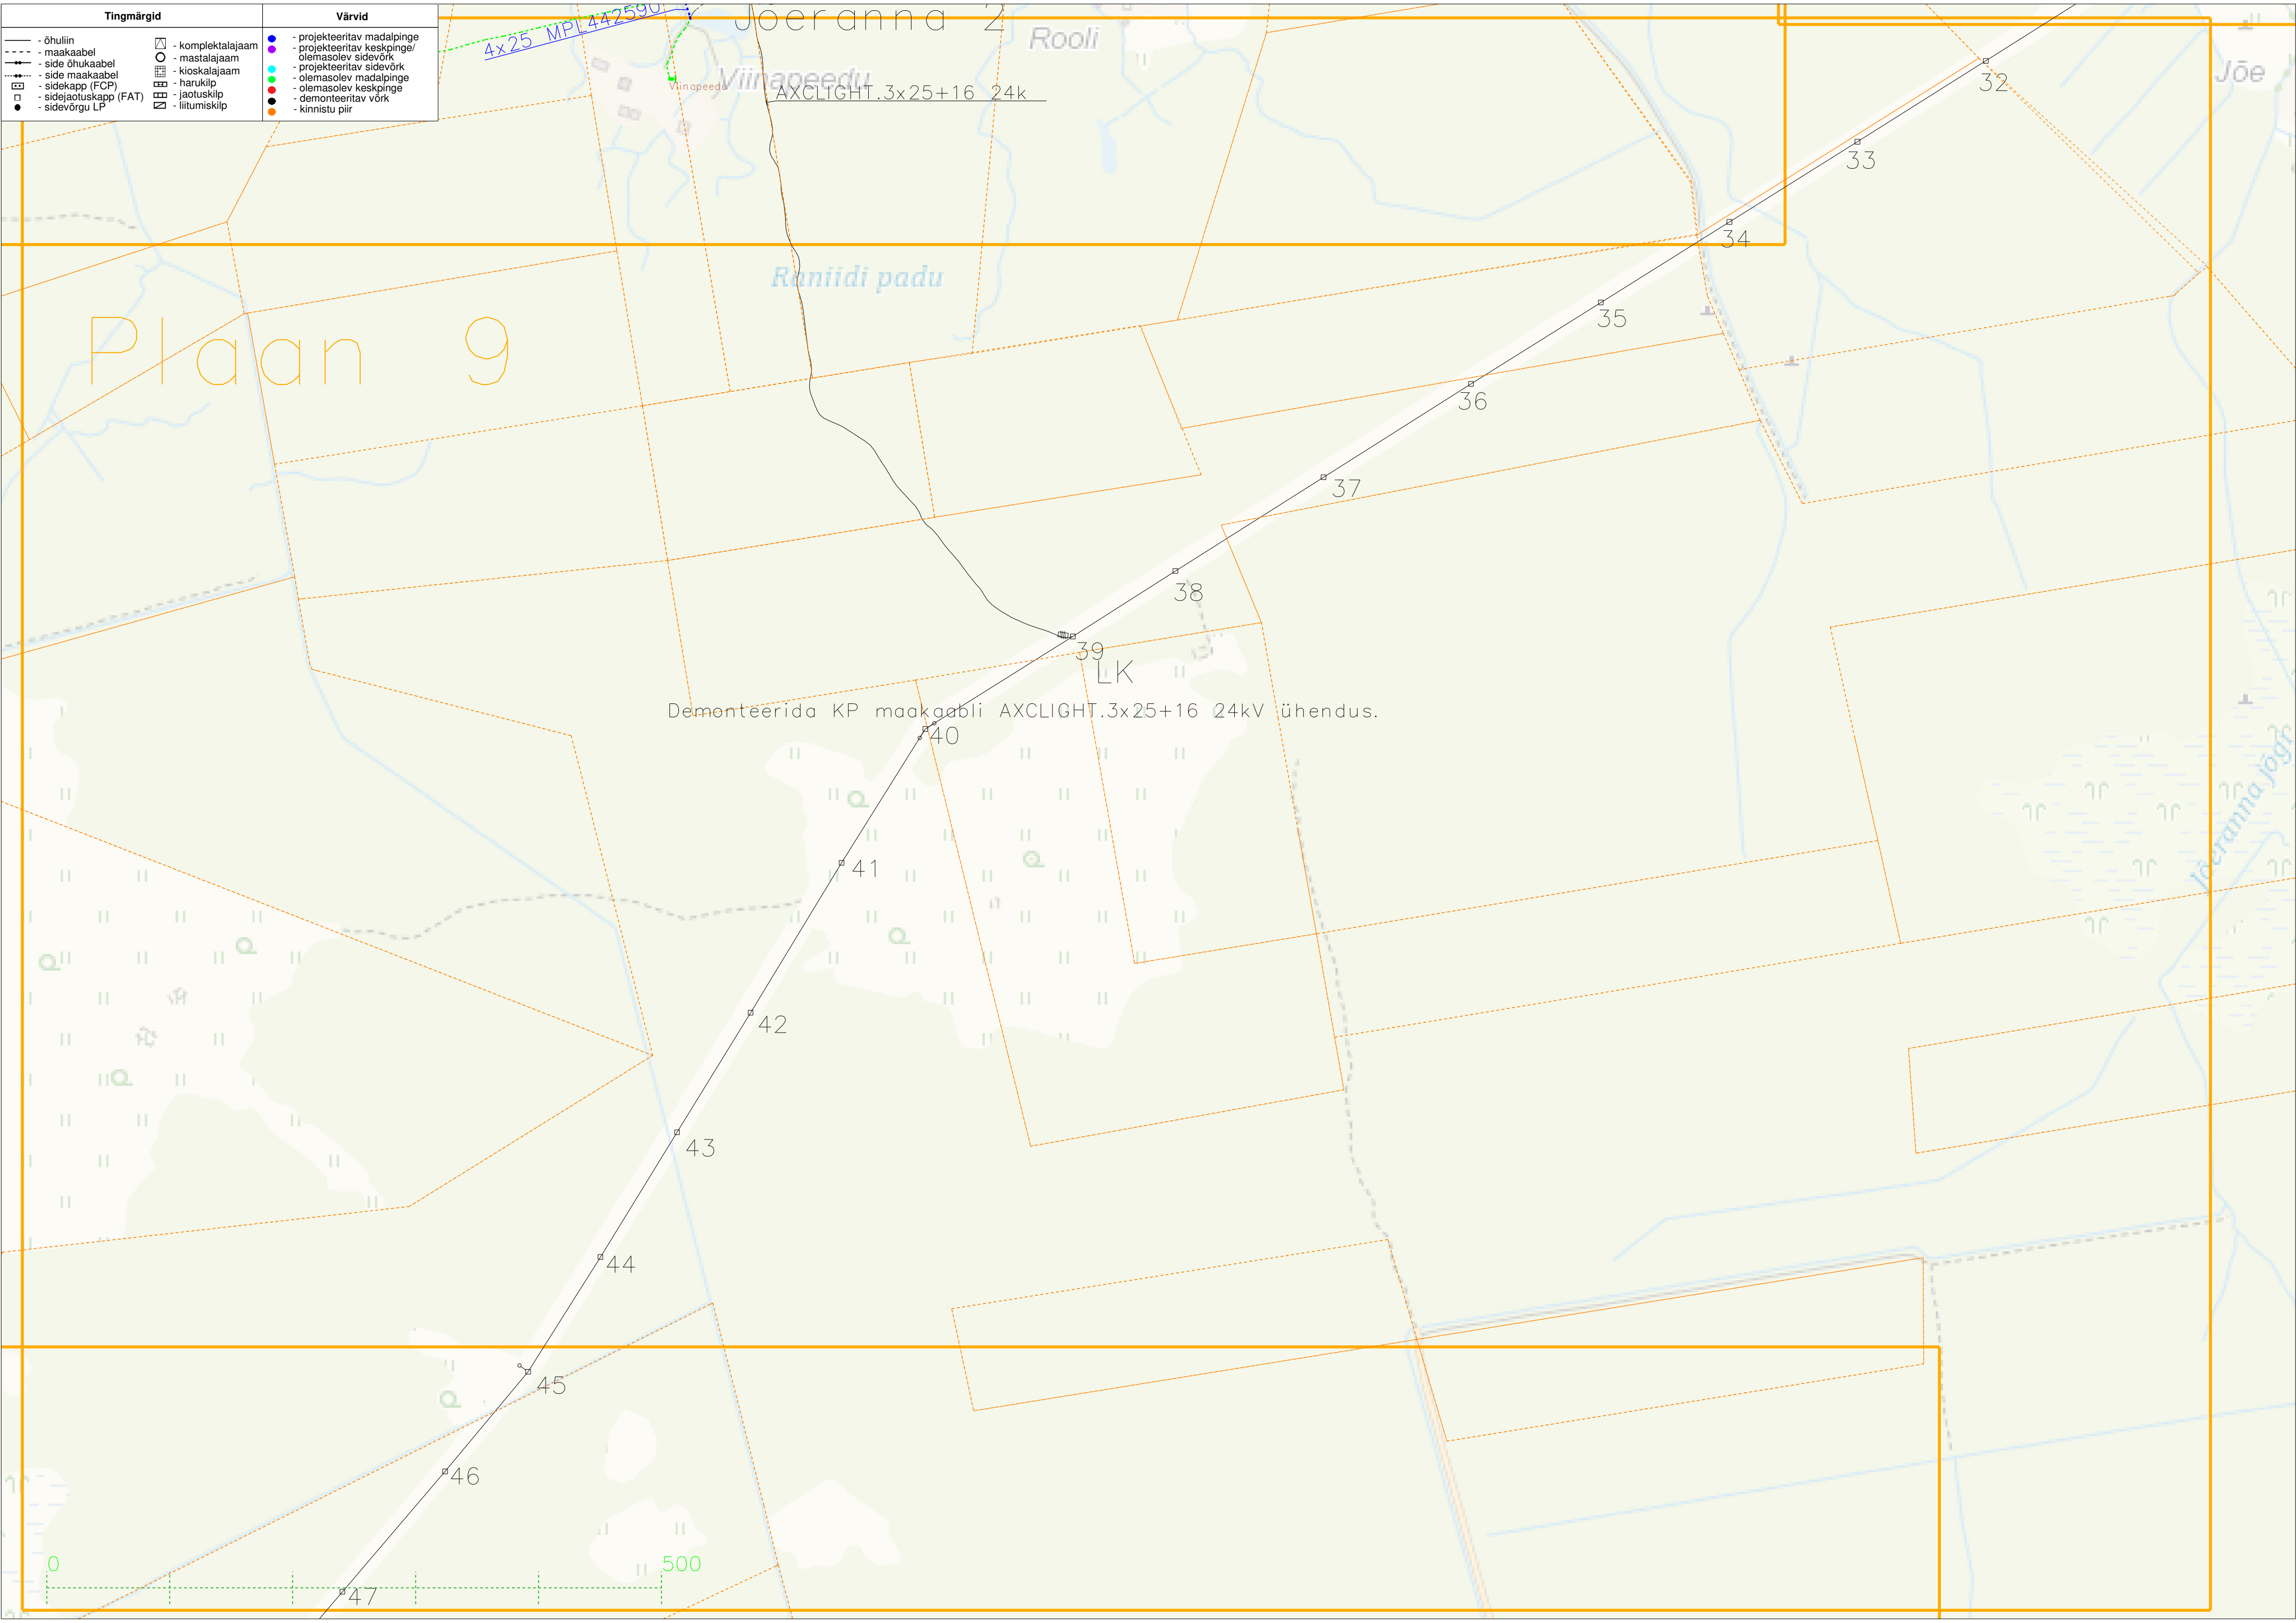 Tingmärgid
- õhuliin
- maakaabel
- side õhukaabel
- side maakaabel
- sidekapp (FCP)
- sidejaotuskapp (FAT)
- sidevõrgu LP
- komplektalajaam
- mastalajaam
- kioskalajaam
- harukilp
- jaotuskilp
- liitumiskilp
Värvid
- projekteeritav madalpinge
- projekteeritav keskpinge/
olemasolev sidevõrk
- projekteeritav sidevõrk
- olemasolev madalpinge
- olemasolev keskpinge
- demonteeritav võrk
- kinnistu piir
4x25 MPL442590
Jõeranna 2
Rooli
Viinapeedu
Viinapeedu
AXCLIGHT.3x25+16 24k
Jõe
32
33
34
Raniidi padu
35
Plaan 9
36
37
38
39
LK
Demonteerida KP maakaabli AXCLIGHT.3x25+16 24kV ühendus.
40
Jõeranna jõgi
41
42
43
44
45
46
0
500
47